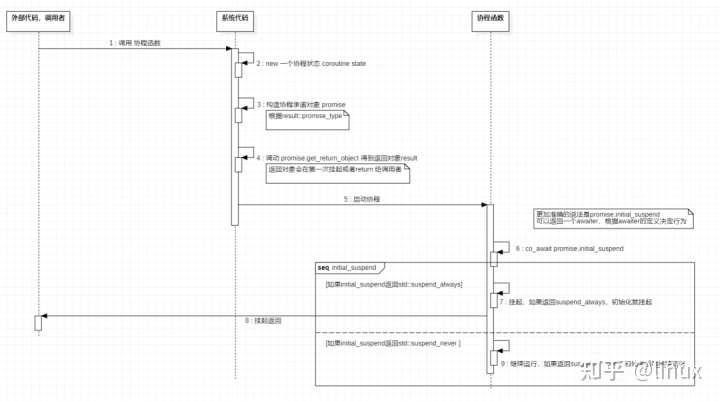 外部代码，调用者
系统代码
协程函数
1 : 调用 协程函数
2 : new 一个协程状态 coroutine state
3 : 构造协程承诺对象 promise
根据result::promise_type
4 : 调动 promise.get_return_object 得到返回对象result
返回对象会在第一次挂起或者return 给调用者
5 : 启动协程
更加准确的说法是promise.initial_suspend
可以返回一个awaiter，根据awaiter的定义决定行为
6 : co_await promise.initial_suspend
seq initial_suspend
[如果initial_suspend返回std::suspend_always]
7 : 挂起，如果返回suspend_always，初始化就挂起
8 : 挂起返回
[如果initial_suspend返回std::suspend_never ]
9 : 继续运行，如果返回
知乎 @linux